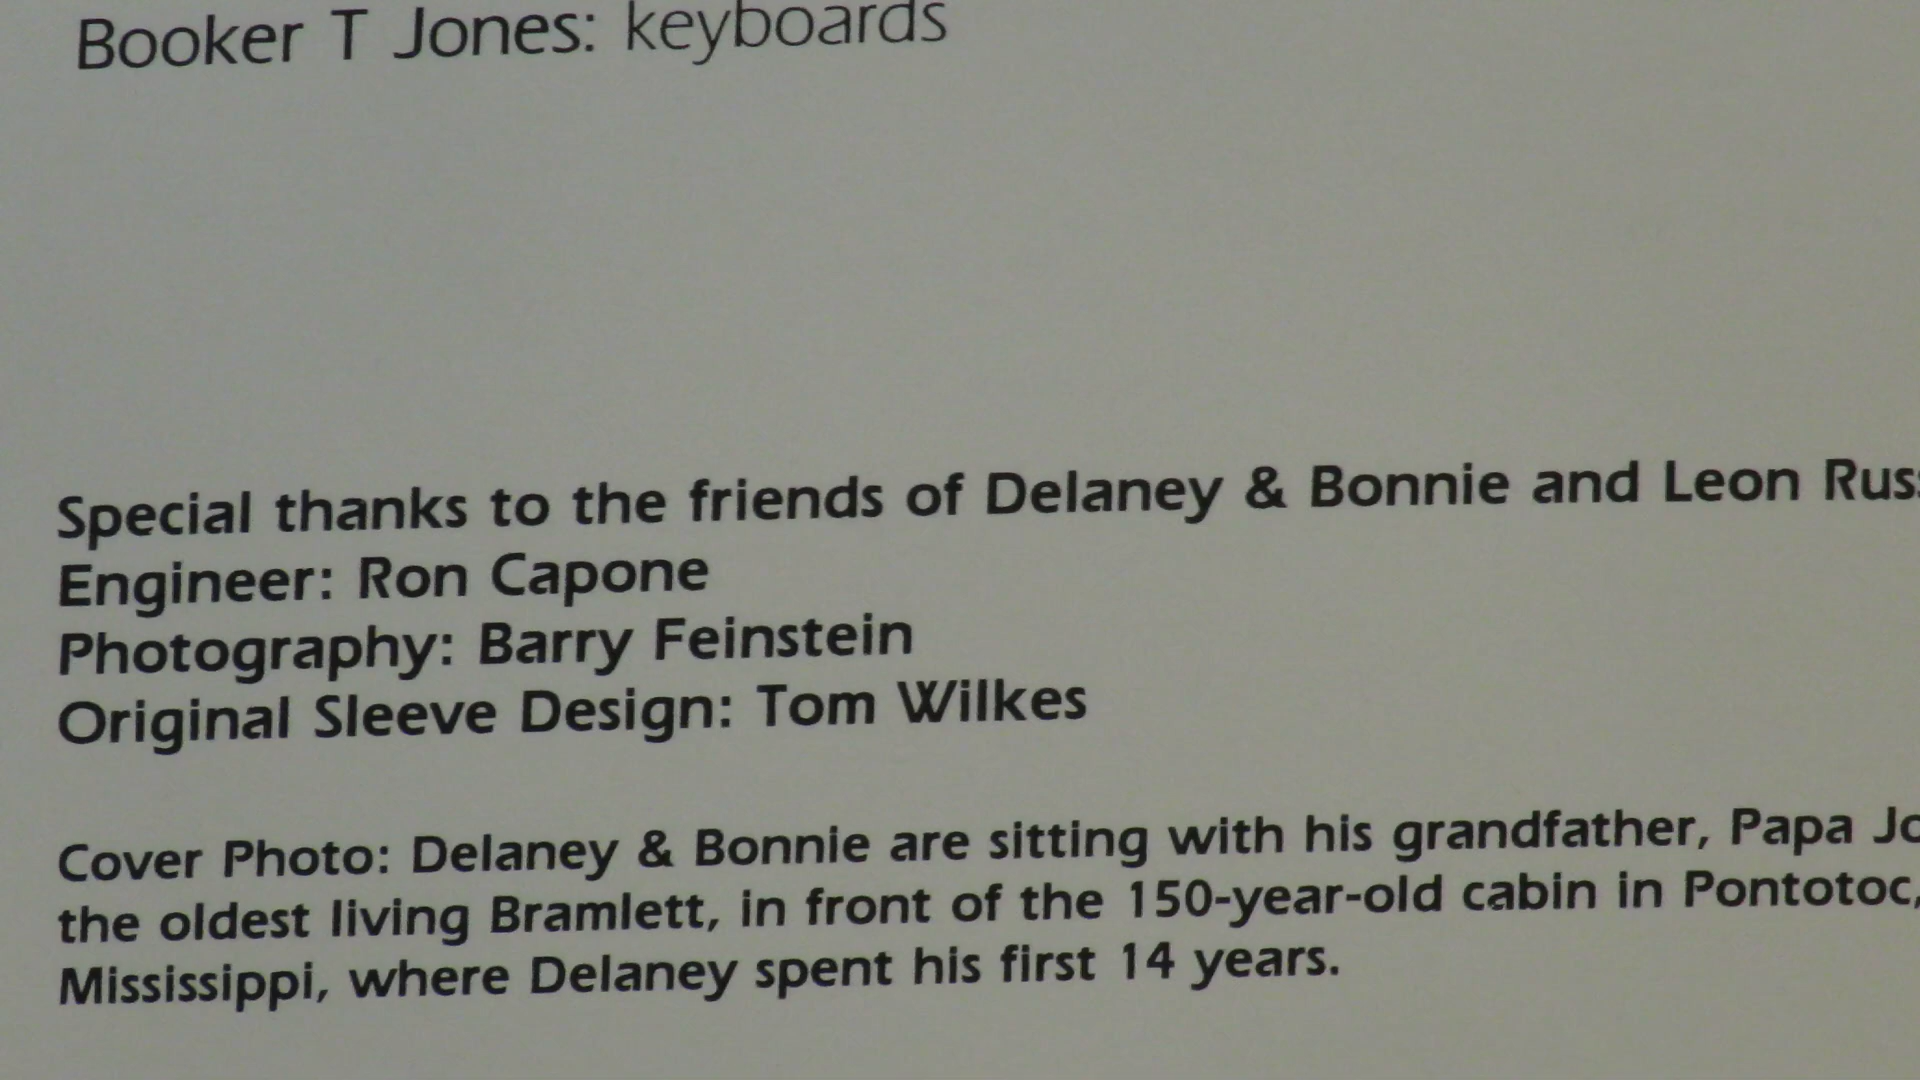 Booker T Jones: keyboards
Special thanks to the friends of Delaney & Bonnie and Leon
Engineer: Ron Capone
Photography: Barry Feinstein
Original Sleeve Design: Tom Wilkes
Cover Photo: Delaney & Bonnie are sitting with his grandfather, Papa
the oldest living Bramlett, in front of the 150-year-old cabin in Pontotoc,
Mississippi, where Delaney spent his first 14 years.